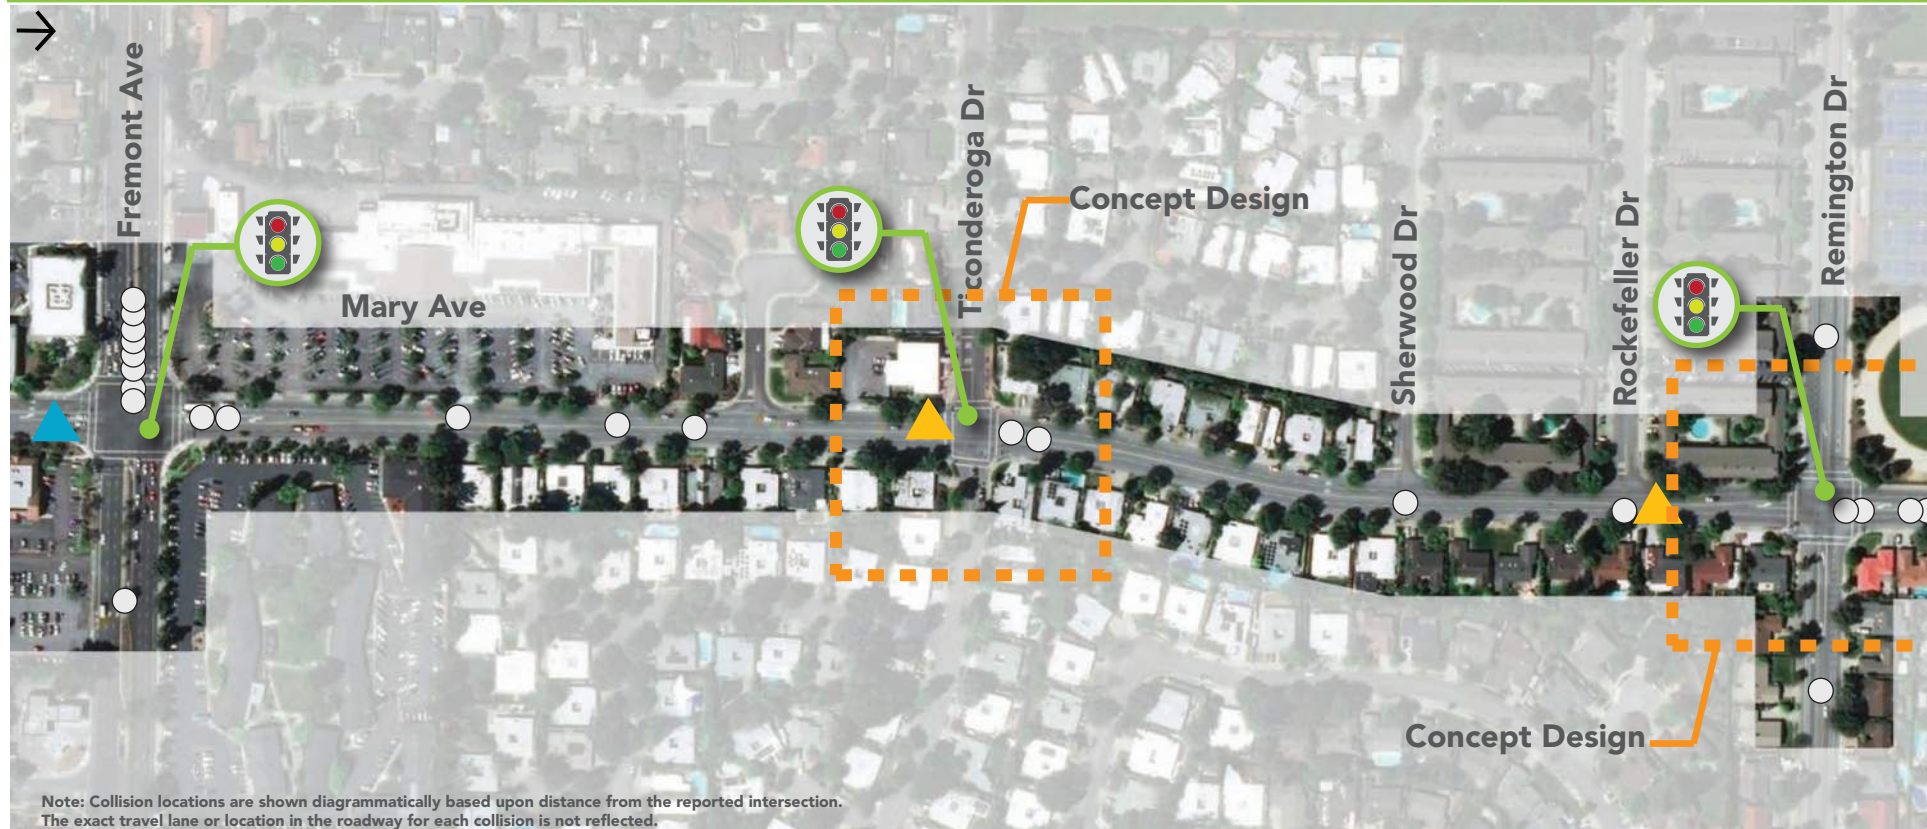 Fremont Ave
Mary Ave
Ticonderoga Dr
Concept Design
Sherwood Dr
Rockefeller Dr
Remington Dr
Concept Design
Note: Collision locations are shown diagrammatically based upon distance from the reported intersection.
The exact travel lane or location in the roadway for each collision is not reflected.